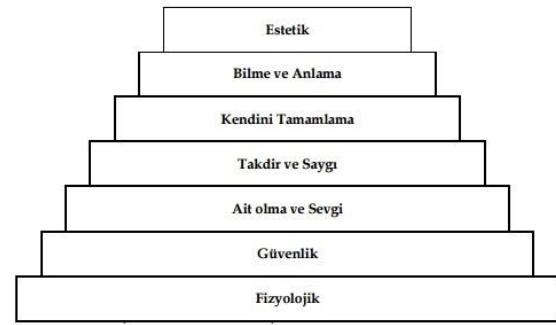 Estetik
Bilme ve Anlama
Kendini Tamamlama
Takdir ve Saygı
Ait olma ve Sevgi
Güvenlik
Fizyolojik